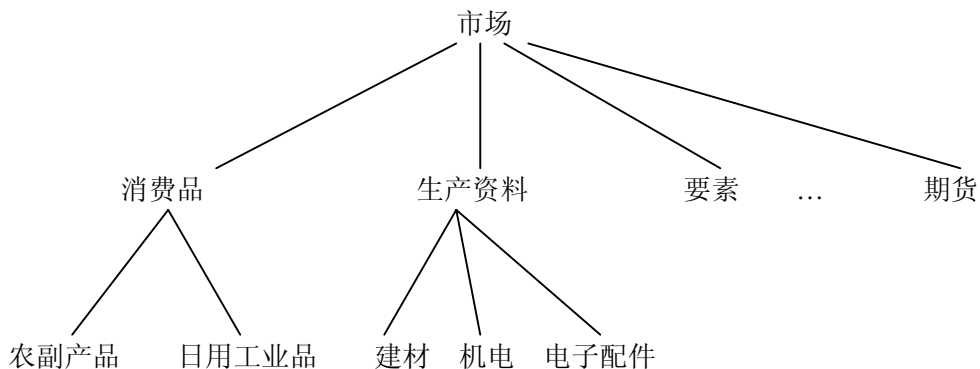 市场
消费品 生产资料 要素 … 期货
农副产品 日用工业品 建材 机电 电子配件